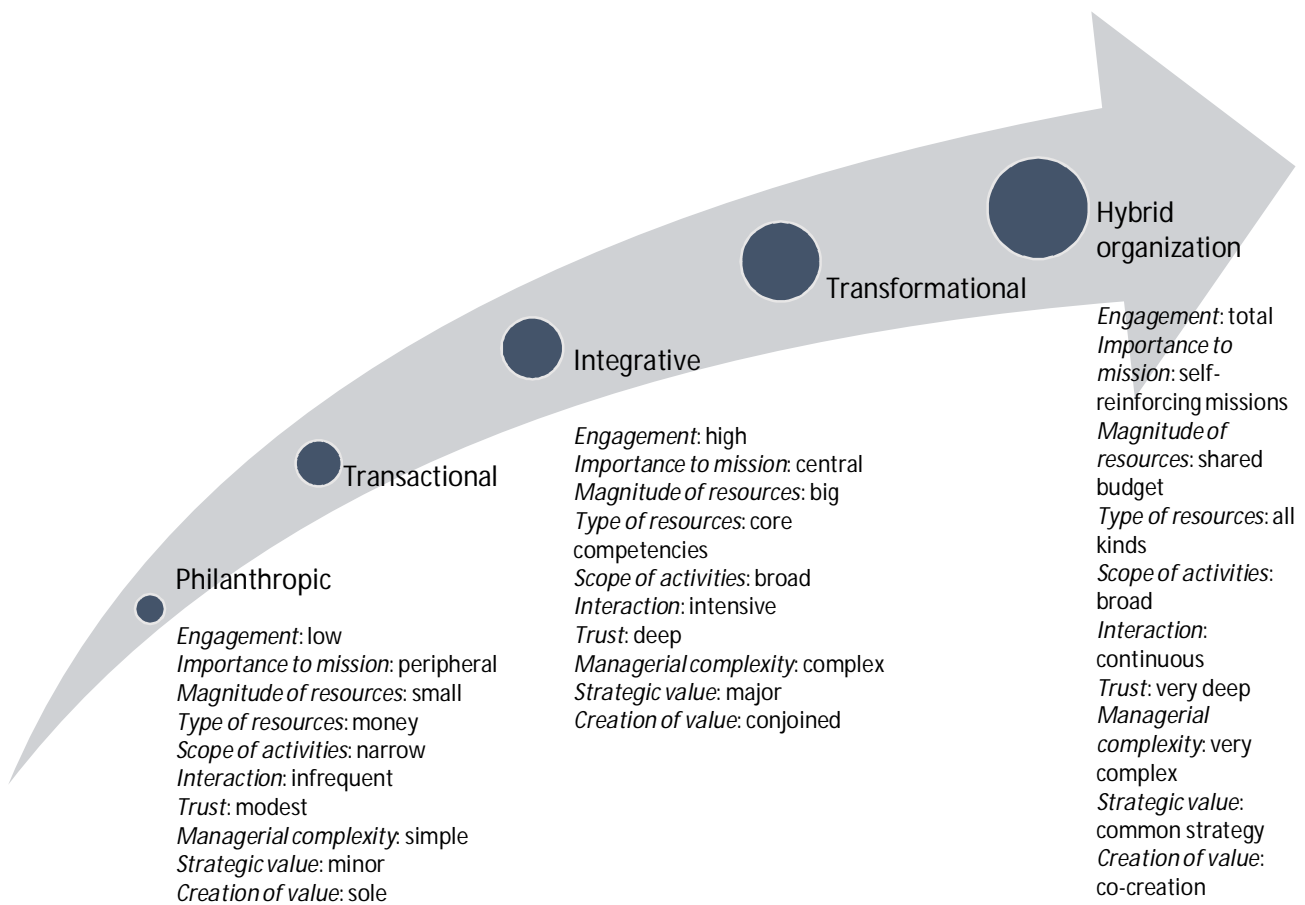 Philanthropic
Engagement: low
Importance to mission: peripheral
Magnitude of resources: small
Type of resources: money
Scope of activities: narrow
Interaction: infrequent
Trust: modest
Managerial complexity: simple
Strategic value: minor
Creation of value: sole
Transactional
Integrative
Engagement: high
Importance to mission: central
Magnitude of resources: big
Type of resources: core
competencies
Scope of activities: broad
Interaction: intensive
Trust: deep
Managerial complexity: complex
Strategic value: major
Creation of value: conjoined
Transformational
Hybrid
organization
Engagement: total
Importance to
mission: self-
reinforcing missions
Magnitude of
resources: shared
budget
Type of resources: all
kinds
Scope of activities:
broad
Interaction:
continuous
Trust: very deep
Managerial
complexity: very
complex
Strategic value:
common strategy
Creation of value:
co-creation